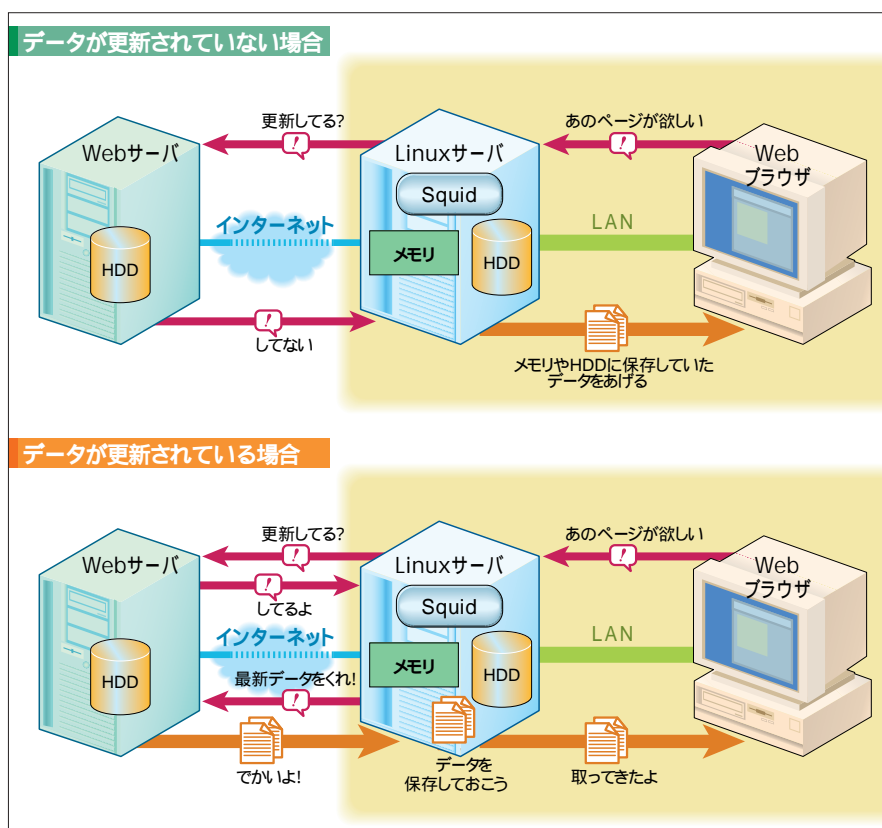 データが更新されていない場合
更新してる?
あのページが欲しい
Webサーバ
Linuxサーバ
Web
ブラウザ
Squid
インターネット
LAN
メモリ
HDD
HDD
してない
メモリやHDDに保存していた
データをあげる
データが更新されている場合
更新してる?
あのページが欲しい
Webサーバ
Linuxサーバ
Web
ブラウザ
してるよ
Squid
インターネット
LAN
メモリ
HDD
HDD
最新データをくれ!
でかいよ!
データを
保存しておこう
取ってきたよ